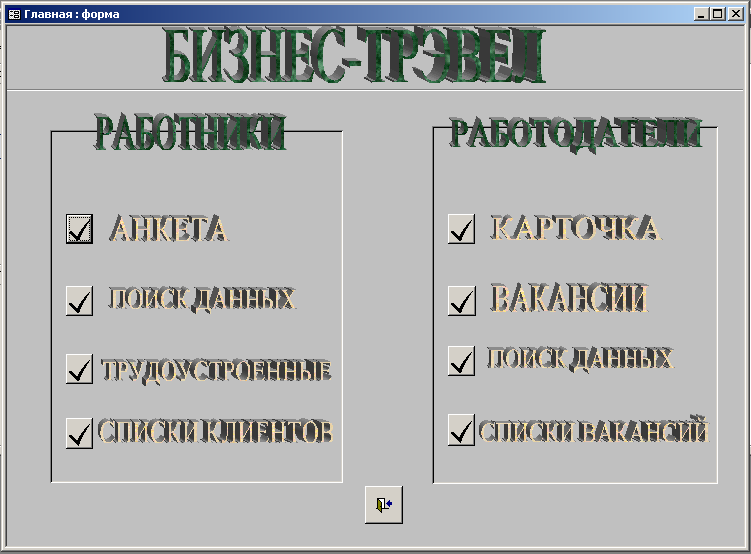 Главная : форма
БИЗНЕС-ТРЭВЕЛ
РАБОТНИКИ
АНКЕТА
ПОИСК ДАННЫХ
ТРУДОУСТРОЕННЫЕ
СПИСКИ КЛИЕНТОВ
РАБОТОДАТЕЛИ
КАРТОЧКА
ВАКАНСИИ
ПОИСК ДАННЫХ
СПИСКИ ВАКАНСИЙ